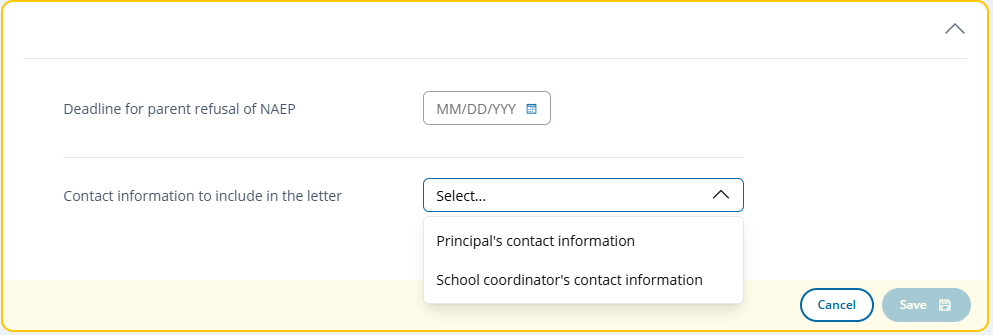 Deadline for parent refusal of NAEP
MM/DD/YYY
Contact information to include in the letter
Select...
Principal's contact information
School coordinator's contact information
Cancel
Save